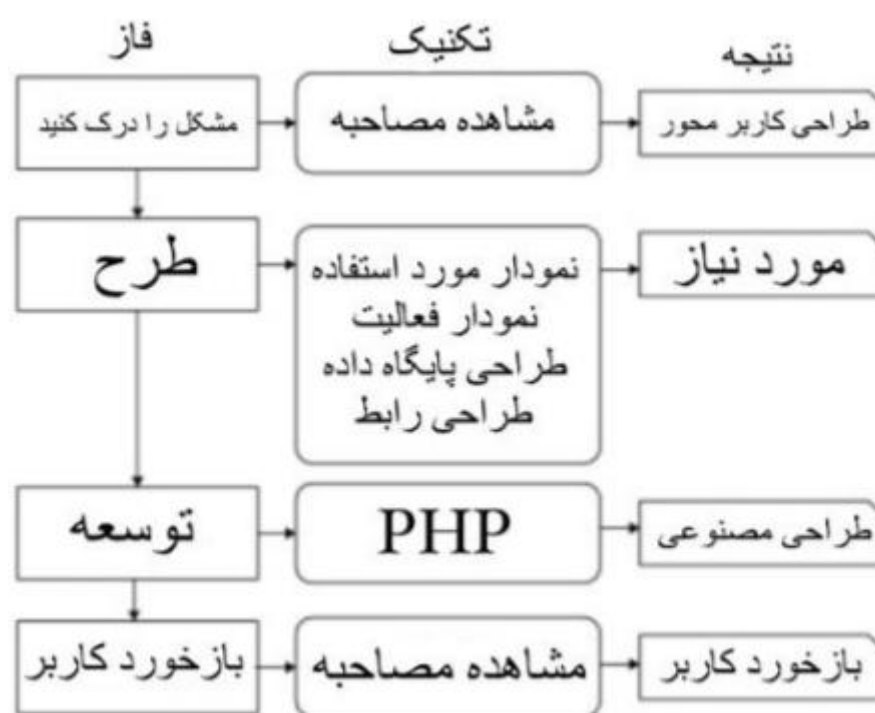 فاز
تکنیک
نتیجه
مشکل را درک کنید
مشاهده مصاحبه
طراحی کاربر محور
طرح
نمودار مورد استفاده
نمودار فعالیت
طراحی پایگاه داده
طراحی رابط
مورد نیاز
توسعه
PHP
طراحی مصنوعی
بازخورد کاربر
مشاهده مصاحبه
بازخورد کاربر